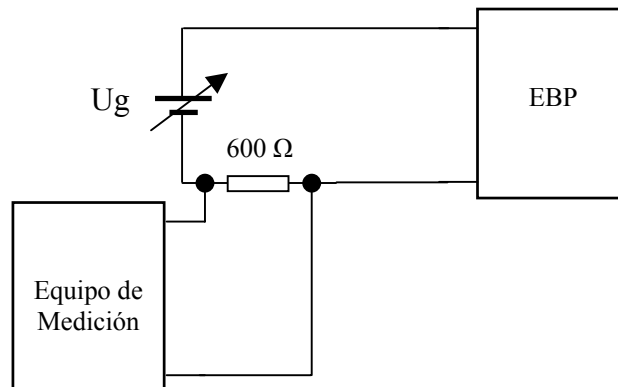 EBP
Ug
600 Ω
Equipo de
Medición